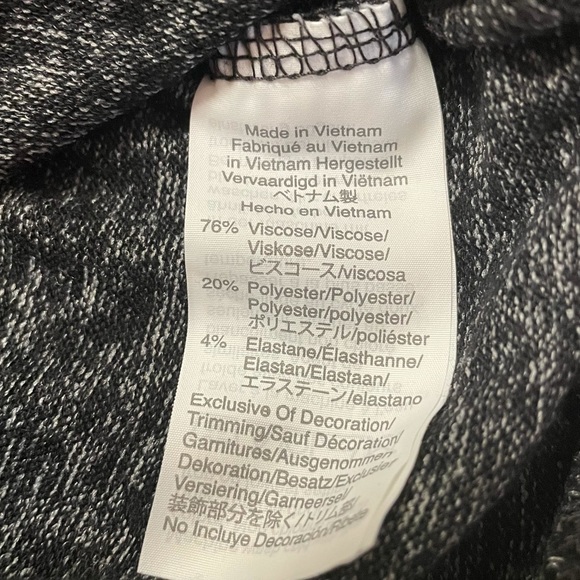 Made in Vietnam
Fabriqué au Vietnam
in Vietnam Hergestellt
Vervaardigd in Viëtnam
ベトナム製
Hecho en Vietnam
76% Viscose/Viscose/
Viskose/Viscose/
ビスコース/viscosa
20% Polyester/Polyester/
Polyester/polyester/
ポリエステル/poliéster
4% Elastane/Élasthanne/
Elastan/Elastaan/
エラステーン/elastano
Exclusive Of Decoration/
Trimming/Sauf Décoration/
Garnitures/Ausgenommen/
Dekoration/Besatz/Exclusief
Versiering/Garneersel/
装飾部分を除く/トリム製/
No Incluye Decoración/Ribete